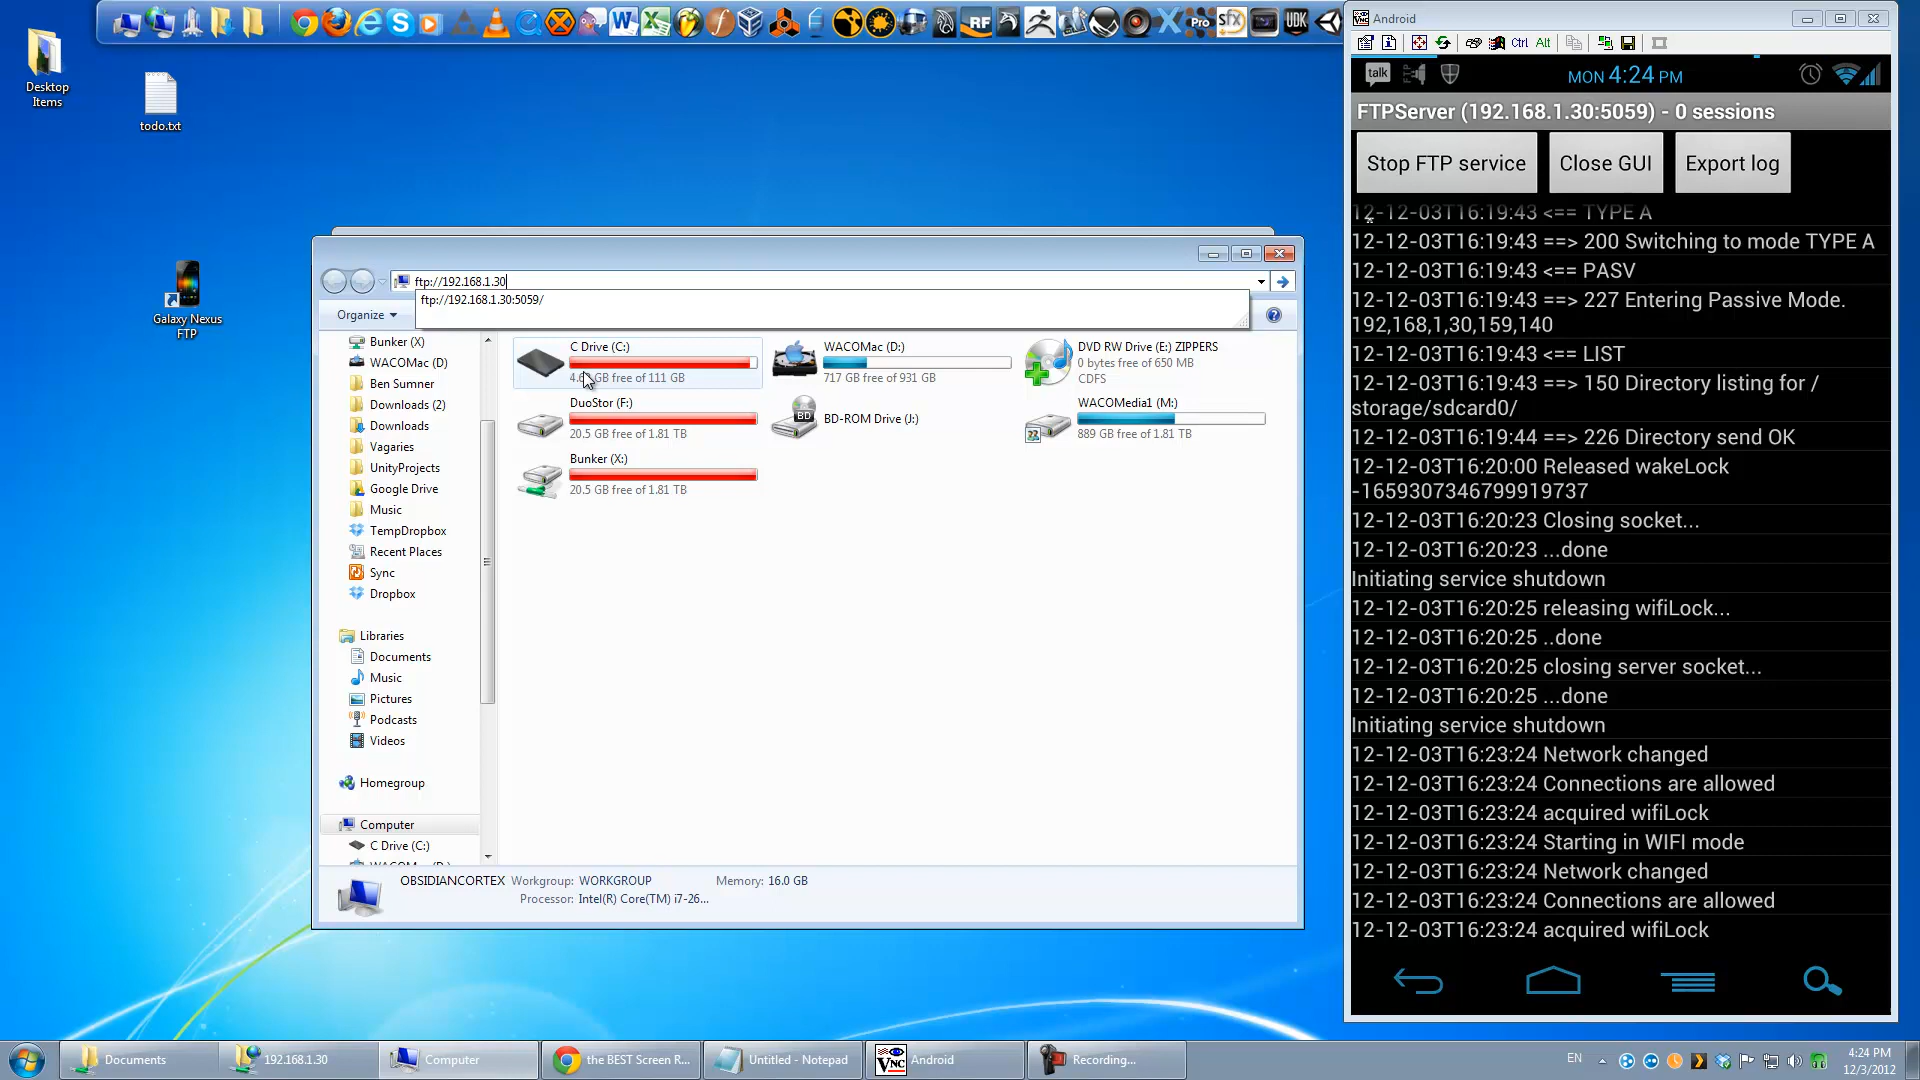 Desktop
Items
todo.txt
Galaxy Nexus
FTP
W
RF
Pro
SFX
UDK
ftp://192.168.1.30
ftp://192.168.1.30:5059/
Organize
Bunker (X)
WACOMac (D)
Ben Sumner
Downloads (2)
Downloads
Vagaries
UnityProjects
Google Drive
Music
TempDropbox
Recent Places
Sync
Dropbox
Libraries
Documents
Music
Pictures
Podcasts
Videos
Homegroup
Computer
C Drive (C:)
C Drive (C:)
GB free of 111 GB
WACOMac (D:)
717 GB free of 931 GB
DVD RW Drive (E:) ZIPPERS
0 bytes free of 650 MB
CDFS
DuoStor (F:)
20.5 GB free of 1.81 TB
BD
BD-ROM Drive (J:)
WACOMedia1 (M:)
889 GB free of 1.81 TB
Bunker (X:)
20.5 GB free of 1.81 TB
OBSIDIANCORTEX Workgroup: WORKGROUP Memory: 16.0 GB
Processor: Intel(R) Core(TM) i7-26...
Android
Ctrl Alt
talk MON 4:24 PM
FTPServer (192.168.1.30:5059) - 0 sessions
Stop FTP service Close GUI Export log
12-12-03T16:19:43 <== TYPE A
12-12-03T16:19:43 ==> 200 Switching to mode TYPE A
12-12-03T16:19:43 <== PASV
12-12-03T16:19:43 ==> 227 Entering Passive Mode.
192,168,1,30,159,140
12-12-03T16:19:43 <== LIST
12-12-03T16:19:43 ==> 150 Directory listing for /
storage/sdcard0/
12-12-03T16:19:44 ==> 226 Directory send OK
12-12-03T16:20:00 Released wakeLock
-1659307346799919737
12-12-03T16:20:23 Closing socket...
12-12-03T16:20:23 ...done
Initiating service shutdown
12-12-03T16:20:25 releasing wifiLock...
12-12-03T16:20:25 ..done
12-12-03T16:20:25 closing server socket...
12-12-03T16:20:25 ...done
Initiating service shutdown
12-12-03T16:23:24 Network changed
12-12-03T16:23:24 Connections are allowed
12-12-03T16:23:24 acquired wifiLock
12-12-03T16:23:24 Starting in WIFI mode
12-12-03T16:23:24 Network changed
12-12-03T16:23:24 Connections are allowed
12-12-03T16:23:24 acquired wifiLock
Documents
192.168.1.30
Computer
the BEST Screen R...
Untitled - Notepad
VNC
Android
Recording...
EN
4:24 PM
12/3/2012